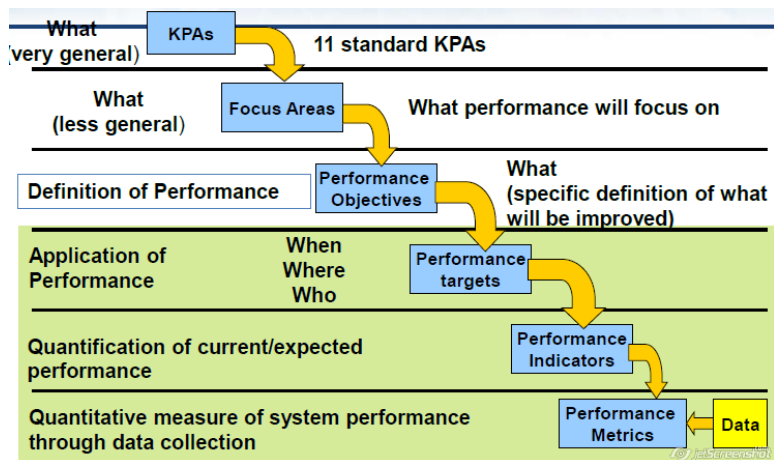 What
(very general)
KPAs
11 standard KPAs
What
(less general)
Focus Areas
What performance will focus on
Definition of Performance
Performance
Objectives
What
(specific definition of what
will be improved)
Application of
Performance
When
Where
Who
Performance
targets
Quantification of current/expected
performance
Performance
Indicators
Quantitative measure of system performance
through data collection
Performance
Metrics
Data
JetScreenshot